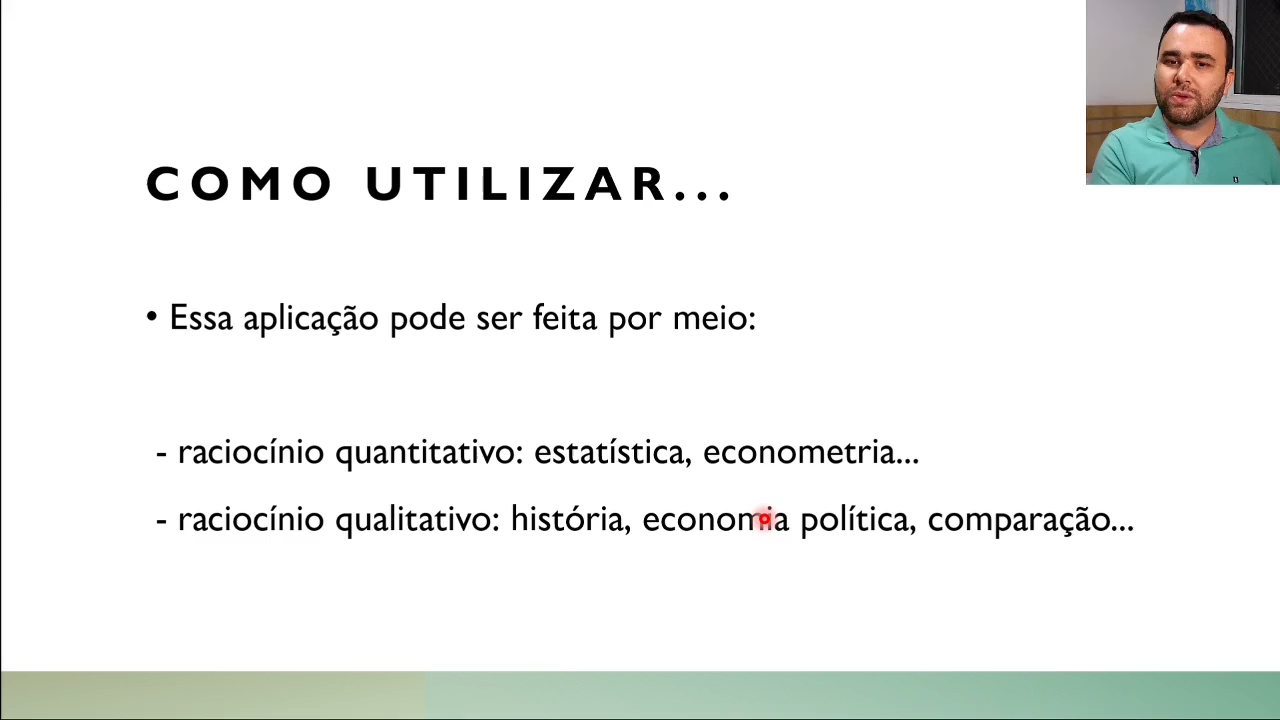 COMO UTILIZAR...
• Essa aplicação pode ser feita por meio:
- raciocínio quantitativo: estatística, econometria...
- raciocínio qualitativo: história, economia política, comparação...